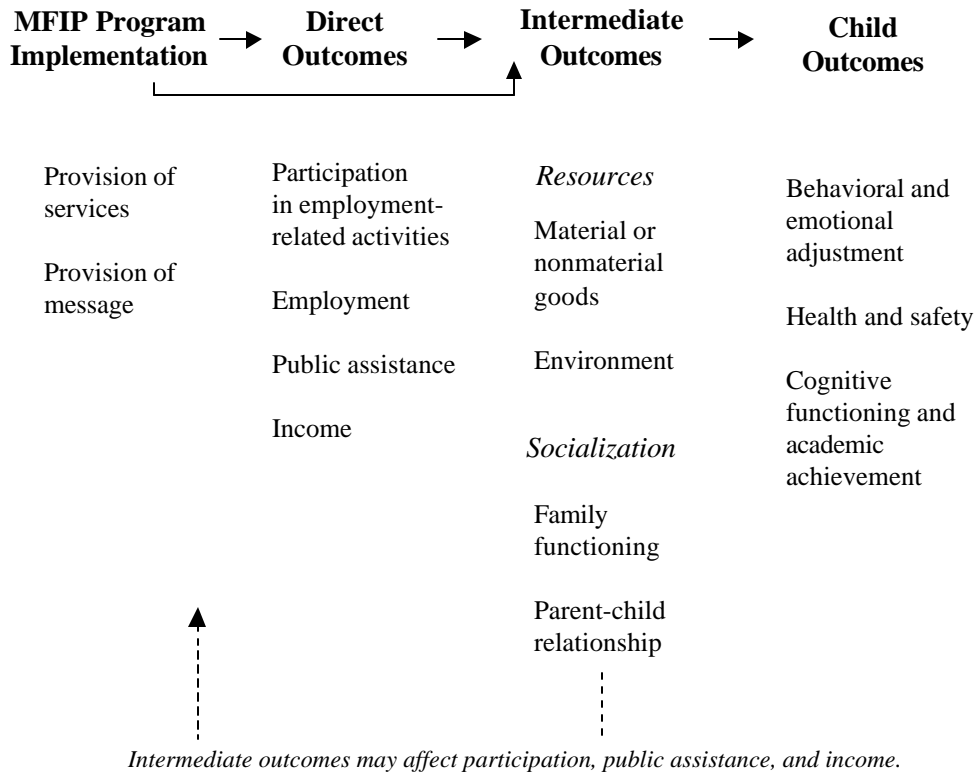 MFIP Program
Implementation
Direct
Outcomes
Intermediate
Outcomes
Child
Outcomes
Provision of
services
Provision of
message
Participation
in employment-
related activities
Employment
Public assistance
Income
Resources
Material or
nonmaterial
goods
Environment
Socialization
Family
functioning
Parent-child
relationship
Behavioral and
emotional
adjustment
Health and safety
Cognitive
functioning and
academic
achievement
Intermediate outcomes may affect participation, public assistance, and income.